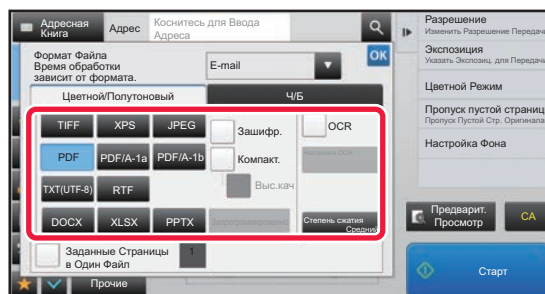 Адресная
Книга
Адрес
Коснитесь для Ввода
Адреса
Формат Файла
Время обработки
зависит от формата.
E-mail
OK
Цветной/Полутоновый
Ч/Б
TIFF
XPS
JPEG
Зашифр.
OCR
PDF
PDF/A-1a
PDF/A-1b
Компакт.
Настройка OCR
TXT(UTF-8)
RTF
Выс.кач
DOCX
XLSX
PPTX
Степень сжатия
Средний
Заданные Страницы
в Один Файл
1
Прочие
Разрешение
Изменить Разрешение Передачи
Экспозиция
Указать Экспозиц. для Передачи
Цветной Режим
Пропуск пустой страниц
Пропуск Пустой Стр. Оригинала
Настройка Фона
Предварит.
Просмотр
CA
Старт